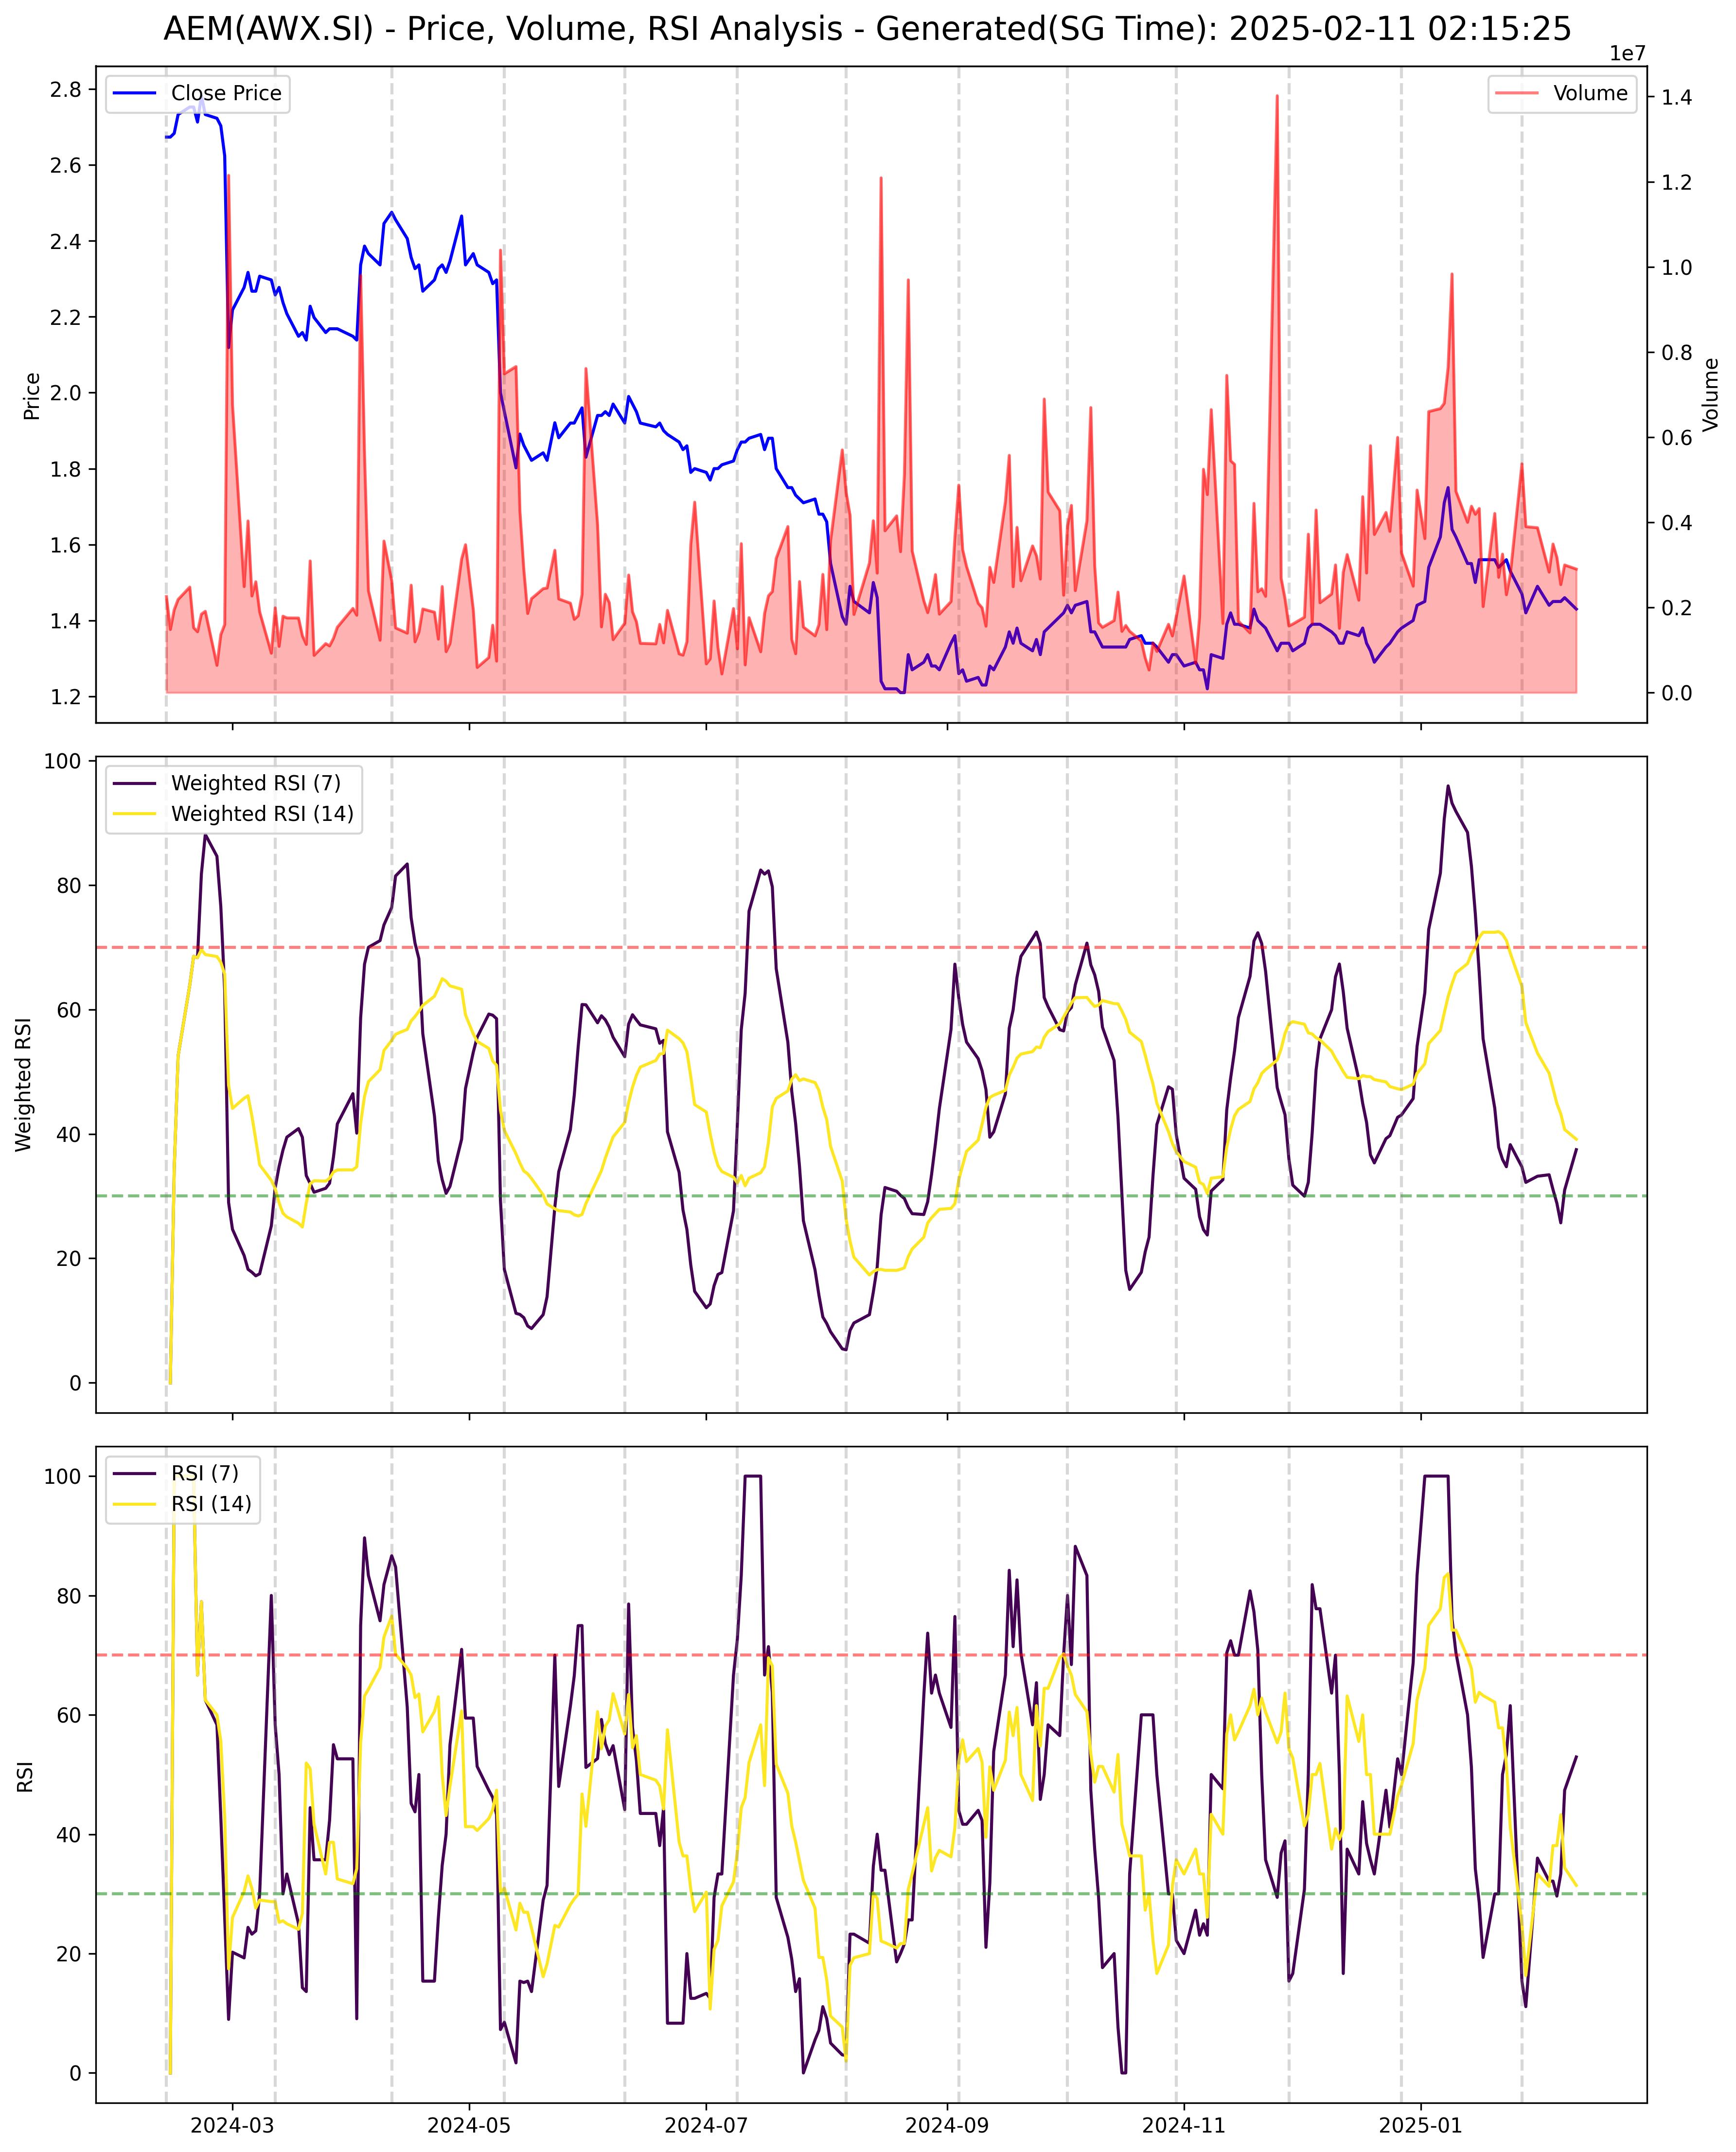 AEM(AWX.SI) - Price, Volume, RSI Analysis - Generated(SG Time): 2025-02-11 02:15:25
1e7
Close Price
Volume
2.8
2.6
2.4
2.2
2.0
1.8
1.6
1.4
1.2
Price
1.4
1.2
1.0
0.8
0.6
0.4
0.2
0.0
Volume
Weighted RSI (7)
Weighted RSI (14)
100
80
60
40
20
0
Weighted RSI
RSI (7)
RSI (14)
100
80
60
40
20
0
RSI
2024-03
2024-05
2024-07
2024-09
2024-11
2025-01